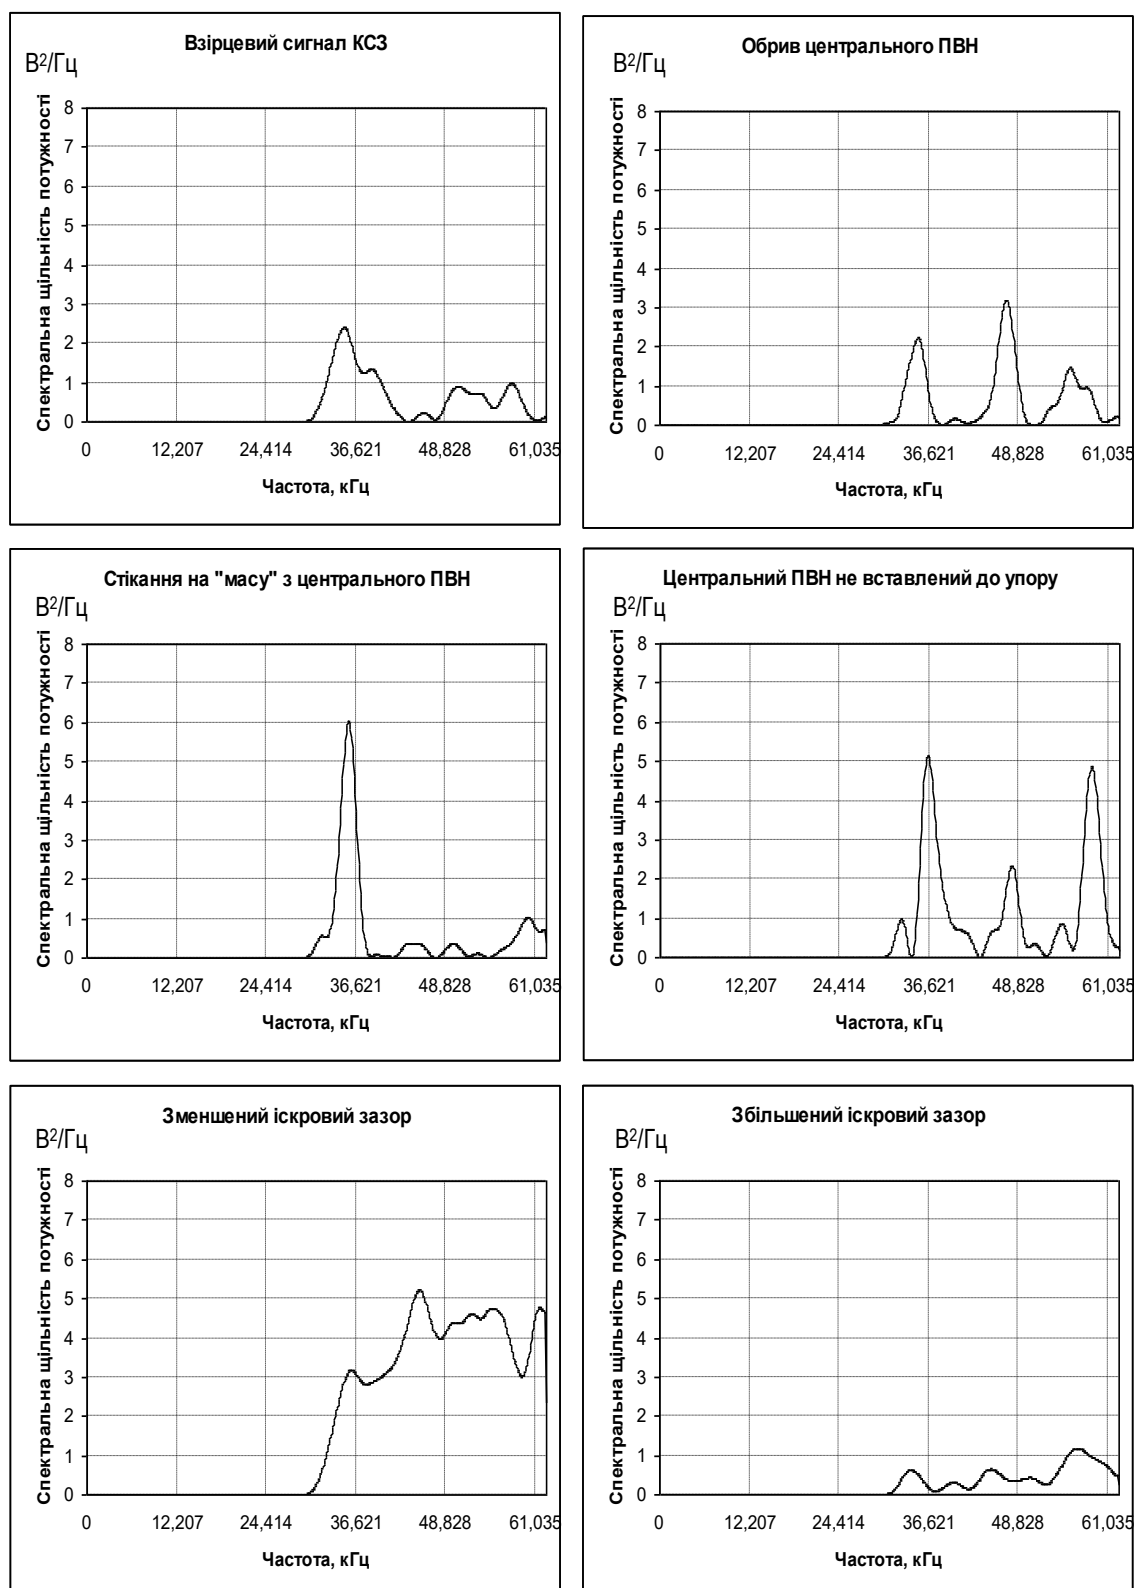 Взірцевий сигнал КСЗ
В²/Гц
Спектральна щільність потужності
8
7
6
5
4
3
2
1
0
0 12,207 24,414 36,621 48,828 61,035
Частота, кГц
Обрив центрального ПВН
В²/Гц
Спектральна щільність потужності
8
7
6
5
4
3
2
1
0
0 12,207 24,414 36,621 48,828 61,035
Частота, кГц
Стікання на "масу" з центрального ПВН
В²/Гц
Спектральна щільність потужності
8
7
6
5
4
3
2
1
0
0 12,207 24,414 36,621 48,828 61,035
Частота, кГц
Центральний ПВН не вставлений до упору
В²/Гц
Спектральна щільність потужності
8
7
6
5
4
3
2
1
0
0 12,207 24,414 36,621 48,828 61,035
Частота, кГц
Зменшений іскровий зазор
В²/Гц
Спектральна щільність потужності
8
7
6
5
4
3
2
1
0
0 12,207 24,414 36,621 48,828 61,035
Частота, кГц
Збільшений іскровий зазор
В²/Гц
Спектральна щільність потужності
8
7
6
5
4
3
2
1
0
0 12,207 24,414 36,621 48,828 61,035
Частота, кГц